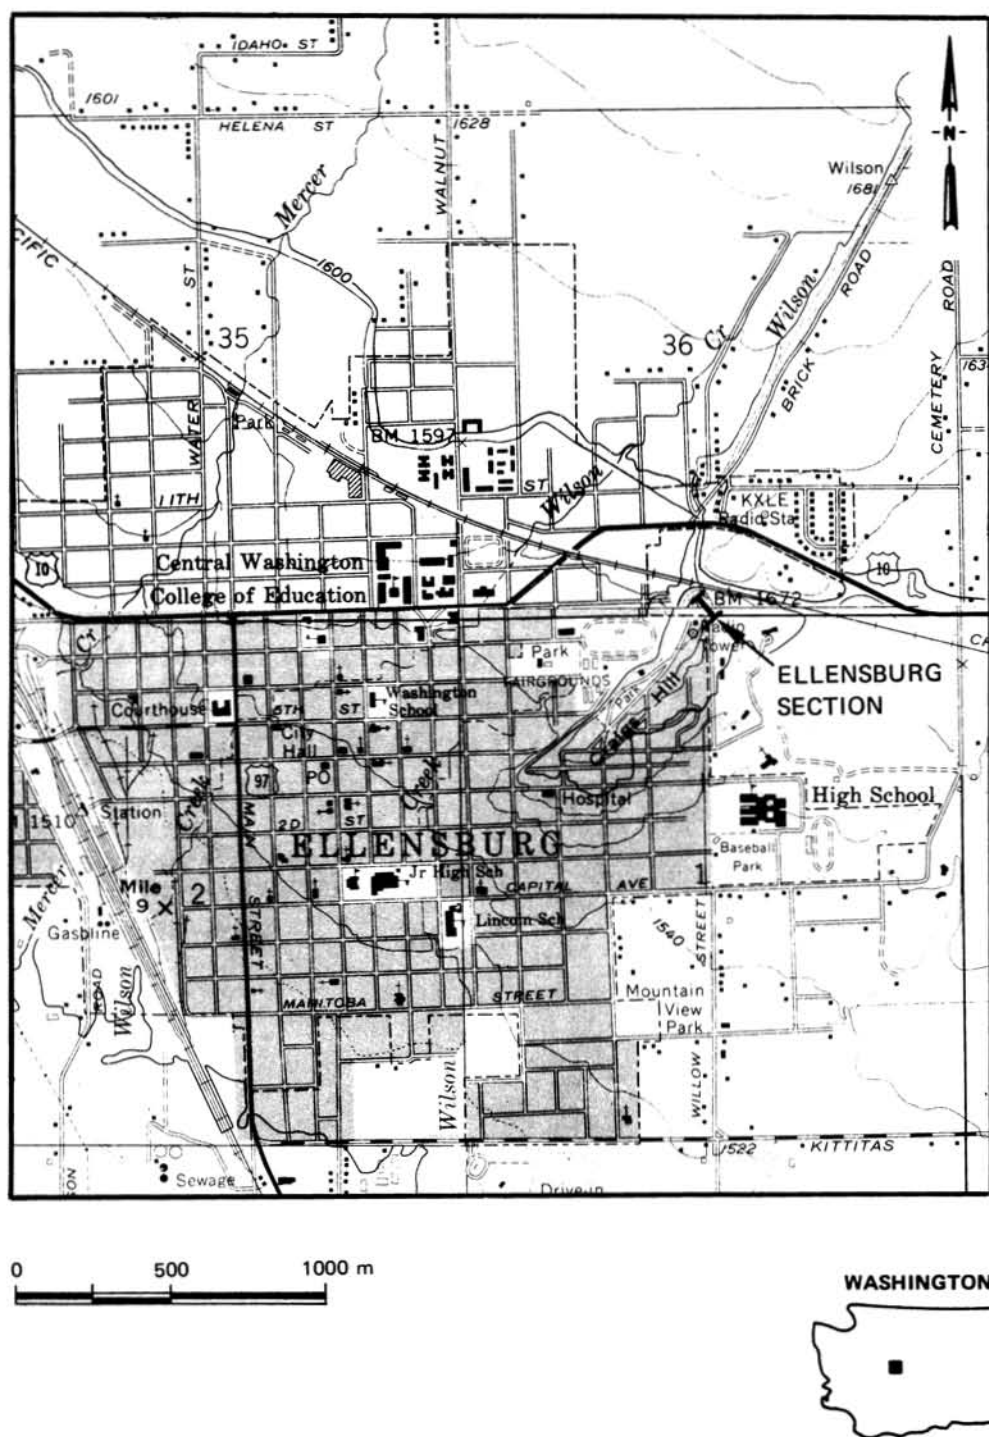 IDAHO ST
1601
HELENA ST
1628
WALNUT
Mercer
N
Wilson
1681
CIFIC
ST
1600
35
36
Cr
Wilson
BRICK ROAD
CEMETERY ROAD
WATER
Park
BM 1597
11TH
ST
Wilson
KXLE
Radio Sta
10
10
Central Washington
College of Education
BM 1672
Radio
Tower
CA
Cr
Park
FAIRGROUNDS
Park
Craigs Hill
ELLENSBURG
SECTION
Courthouse
5TH ST
Washington
School
City
Hall
97
PO
Creek
Creek
Hospital
High School
Station
1510
MAIN
2D ST
ELLENSBURG
Baseball
Park
Jr High Sch
Mile
9
2
CAPITAL AVE
1
Mercer
Gasoline
STREET
Lincoln Sch
1540
STREET
ROAD
Wilson
MANITOBA STREET
Mountain
View
Park
Wilson
WILLOW
1522
KITTITAS
SON
Sewage
Drive-in
0 500 1000 m
WASHINGTON